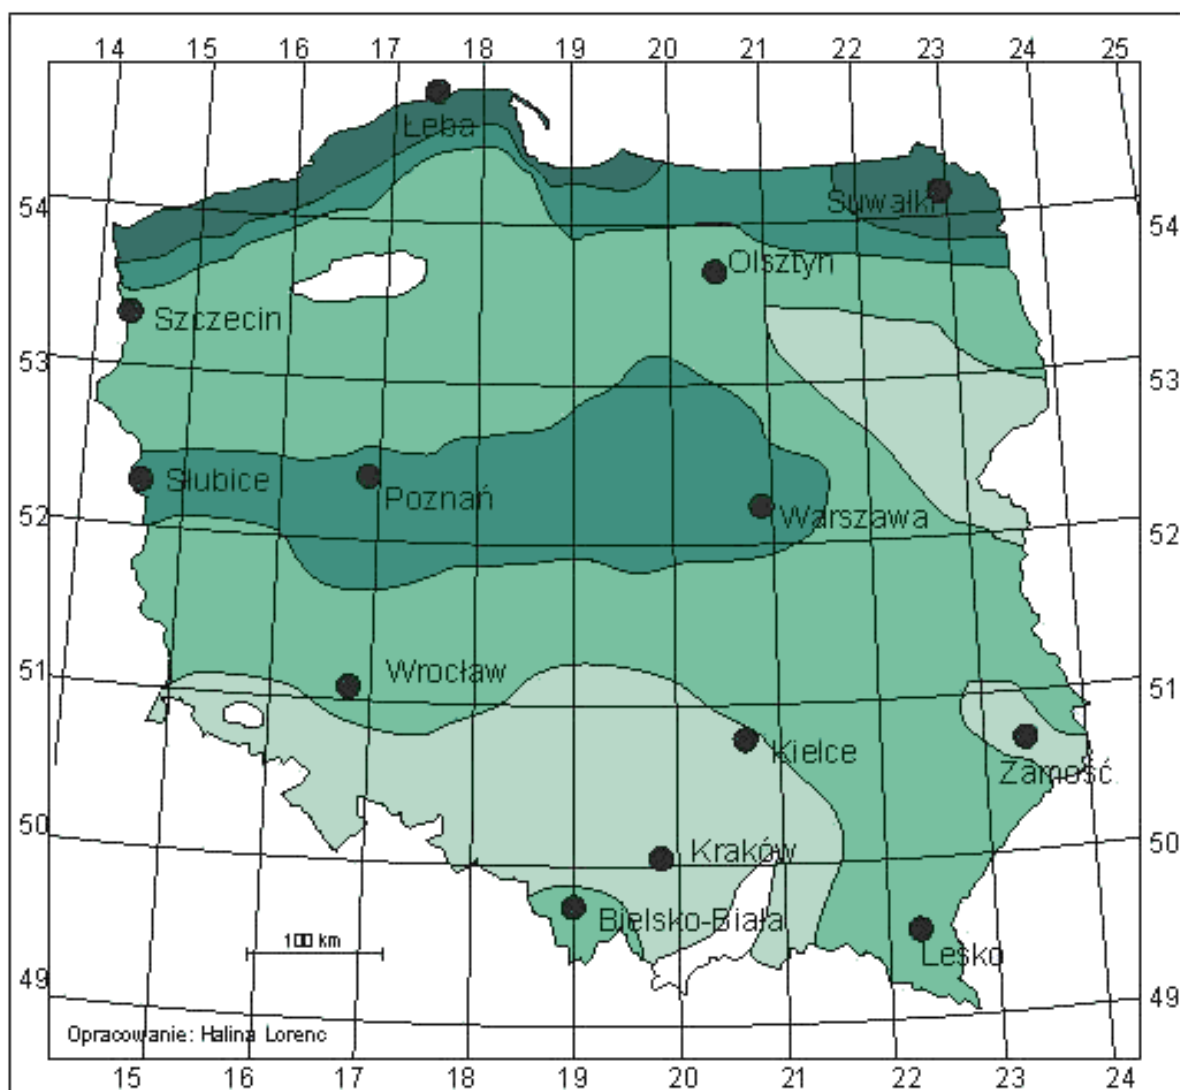 14 15 16 17 18 19 20 21 22 23 24 25
Łeba
Suwałki
54
54
Olsztyn
Szczecin
53
53
Słubice
Poznań
Warszawa
52
52
Wrocław
51
51
Kielce
Zamość
50
50
Kraków
Bielsko-Biała
100 km
Lesko
49
49
Opracowanie: Halina Lorenc
15 16 17 18 19 20 21 22 23 24